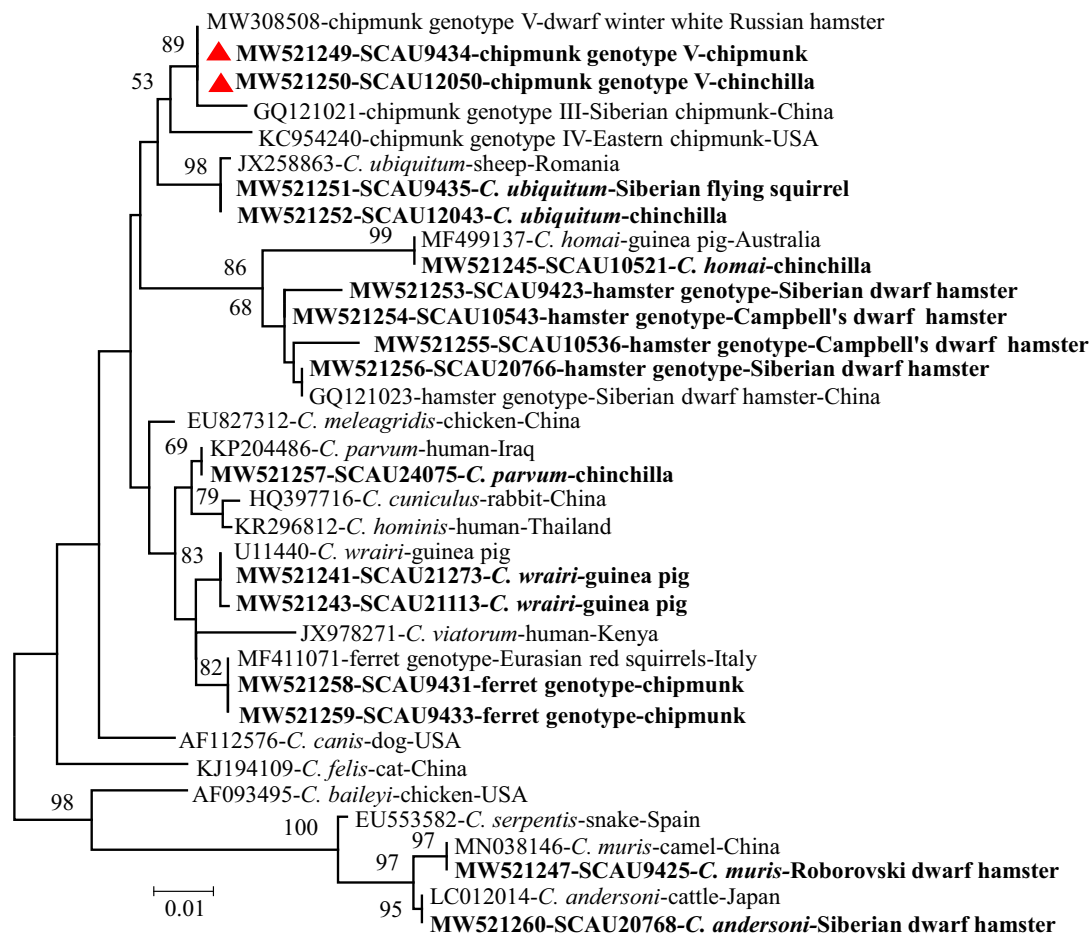 MW308508-chipmunk genotype V-dwarf winter white Russian hamster
89
MW521249-SCAU9434-chipmunk genotype V-chipmunk
53
MW521250-SCAU12050-chipmunk genotype V-chinchilla
GQ121021-chipmunk genotype III-Siberian chipmunk-China
KC954240-chipmunk genotype IV-Eastern chipmunk-USA
98
JX258863-C. ubiquitum-sheep-Romania
MW521251-SCAU9435-C. ubiquitum-Siberian flying squirrel
MW521252-SCAU12043-C. ubiquitum-chinchilla
99
MF499137-C. homai-guinea pig-Australia
86
MW521245-SCAU10521-C. homai-chinchilla
MW521253-SCAU9423-hamster genotype-Siberian dwarf hamster
68
MW521254-SCAU10543-hamster genotype-Campbell's dwarf hamster
MW521255-SCAU10536-hamster genotype-Campbell's dwarf hamster
MW521256-SCAU20766-hamster genotype-Siberian dwarf hamster
GQ121023-hamster genotype-Siberian dwarf hamster-China
EU827312-C. meleagridis-chicken-China
69
KP204486-C. parvum-human-Iraq
MW521257-SCAU24075-C. parvum-chinchilla
79
HQ397716-C. cuniculus-rabbit-China
KR296812-C. hominis-human-Thailand
83
U11440-C. wrairi-guinea pig
MW521241-SCAU21273-C. wrairi-guinea pig
MW521243-SCAU21113-C. wrairi-guinea pig
JX978271-C. viatorum-human-Kenya
82
MF411071-ferret genotype-Eurasian red squirrels-Italy
MW521258-SCAU9431-ferret genotype-chipmunk
MW521259-SCAU9433-ferret genotype-chipmunk
AF112576-C. canis-dog-USA
KJ194109-C. felis-cat-China
98
AF093495-C. baileyi-chicken-USA
100
EU553582-C. serpentis-snake-Spain
97
MN038146-C. muris-camel-China
97
MW521247-SCAU9425-C. muris-Roborovski dwarf hamster
95
LC012014-C. andersoni-cattle-Japan
MW521260-SCAU20768-C. andersoni-Siberian dwarf hamster
0.01